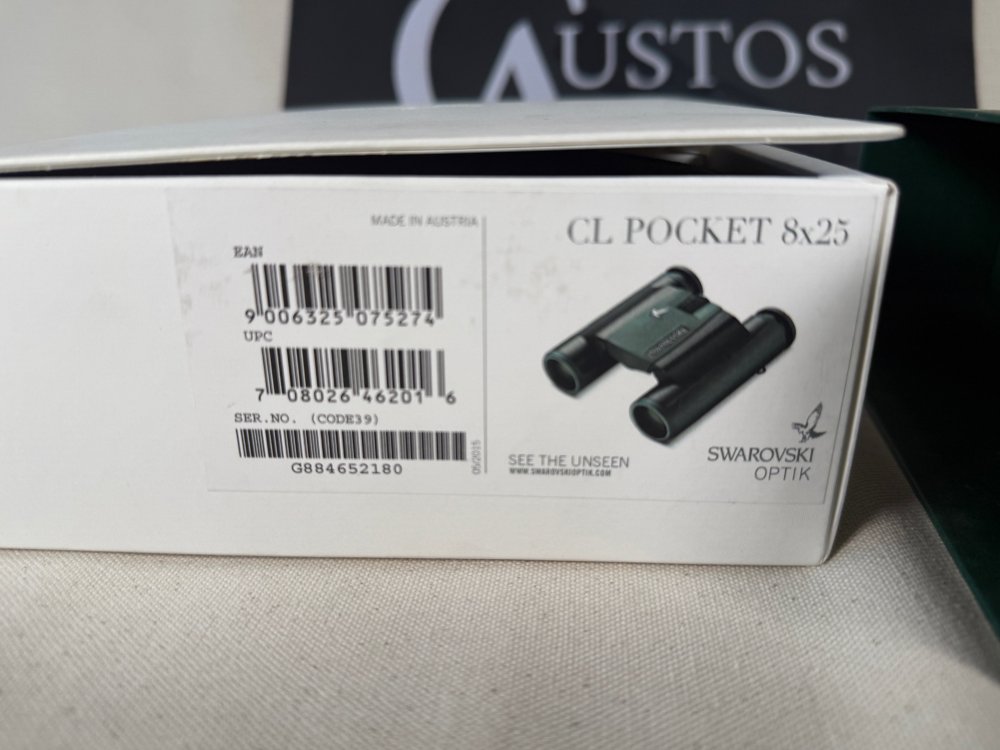 CUSTOS
MADE IN AUSTRIA
EAN
9 006325 075274
UPC
7 08026 46201 6
SER.NO. (CODE39)
G884652180
05/2015
CL POCKET 8x25
SEE THE UNSEEN
WWW.SWAROVSKIOPTIK.COM
SWAROVSKI
OPTIK